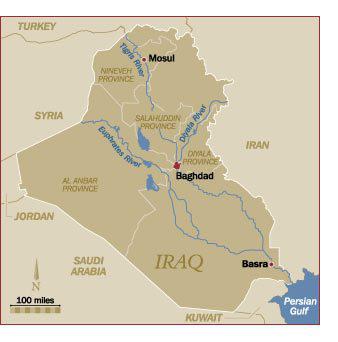 TURKEY
Tigris River
Mosul
NINEVEH
PROVINCE
SYRIA
SALAHUDDIN
PROVINCE
Diyala River
Euphrates River
IRAN
DIYALA
PROVINCE
Baghdad
AL ANBAR
PROVINCE
JORDAN
SAUDI
ARABIA
IRAQ
Basra
N
100 miles
KUWAIT
Persian
Gulf